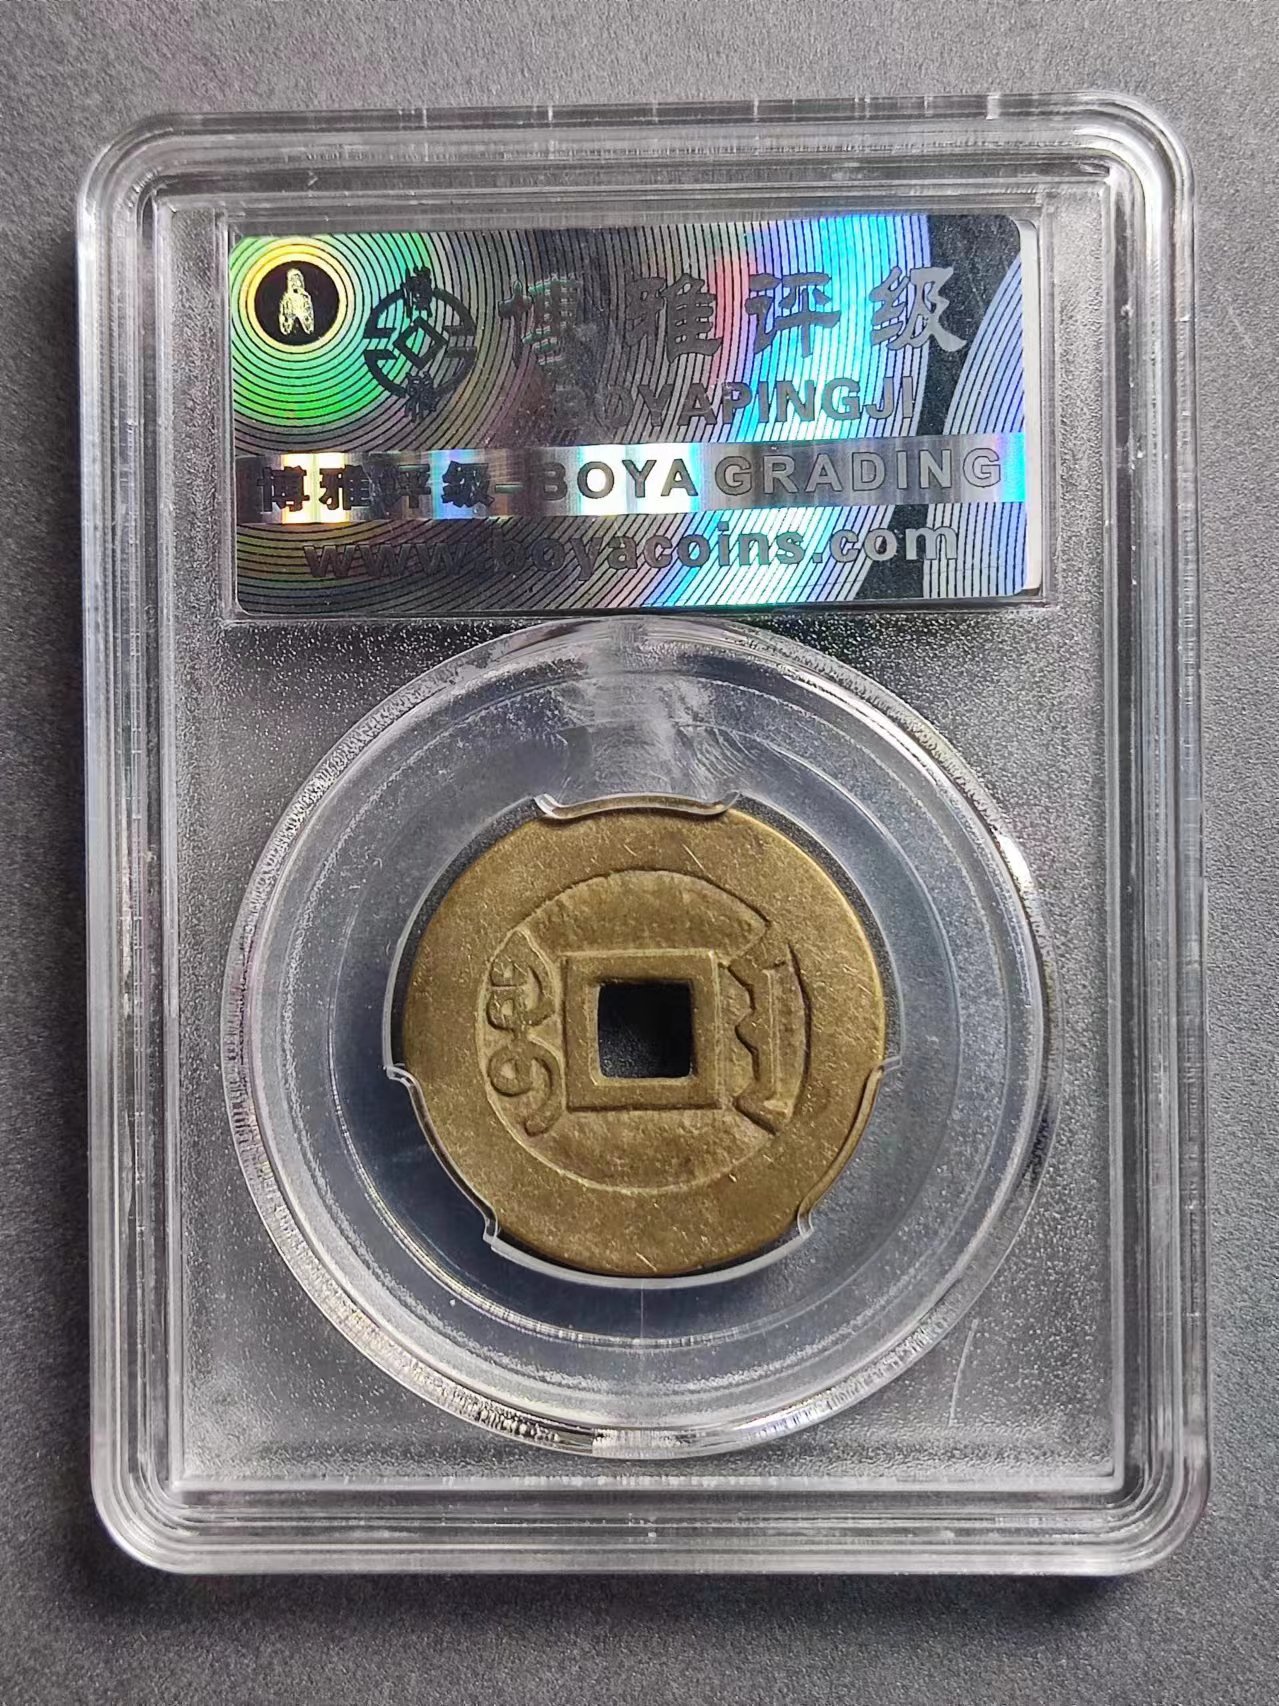 博雅评级
BOYAPINGJI
博雅评级-BOYA GRADING
www.boyacoins.com